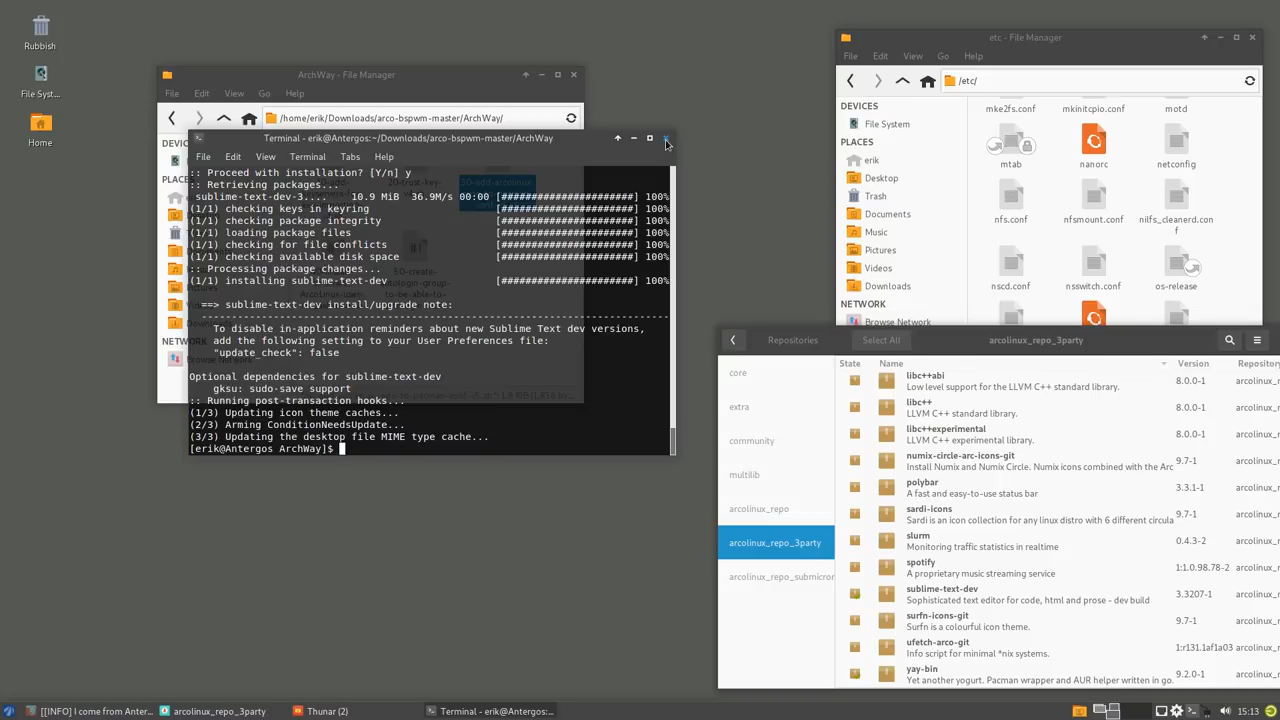 Rubbish
File Sys...
Home
ArchWay - File Manager
File Edit View Go Help
/home/erik/Downloads/arco-bspwm-master/ArchWay/
DEVIC
PLACES
NETWORK
Terminal - erik@Antergos:~/Downloads/arco-bspwm-master/ArchWay
File Edit View Terminal Tabs Help
:: Proceed with installation? [Y/n] y
:: Retrieving packages...
sublime-text-dev-3.... 10.9 MiB 36.9M/s 00:00 [######################] 100%
(1/1) checking keys in keyring [######################] 100%
(1/1) checking package integrity [######################] 100%
(1/1) loading package files [######################] 100%
(1/1) checking for file conflicts [######################] 100%
(1/1) checking available disk space [######################] 100%
:: Processing package changes...
(1/1) installing sublime-text-dev [######################] 100%
==> sublime-text-dev install/upgrade note:
To disable in-application reminders about new Sublime Text dev versions,
add the following setting to your User Preferences file:
"update_check": false
Optional dependencies for sublime-text-dev
gksu: sudo-save support
:: Running post-transaction hooks...
(1/3) Updating icon theme caches...
(2/3) Arming ConditionNeedsUpdate...
(3/3) Updating the desktop file MIME type cache...
[erik@Antergos ArchWay]$
etc - File Manager
File Edit View Go Help
/etc/
DEVICES
File System
PLACES
erik
Desktop
Trash
Documents
Music
Pictures
Videos
Downloads
NETWORK
Browse Network
mke2fs.conf mkinitcpio.conf motd
mtab nanorc netconfig
nfs.conf nfsmount.conf nilfs_cleanerd.con
f
nscd.conf nsswitch.conf os-release
Repositories Select All arcolinux_repo_3party
core
extra
community
multilib
arcolinux_repo
arcolinux_repo_3party
arcolinux_repo_submicror
State Name Version Repository
libc++abi 8.0.0-1 arcolinux_
Low level support for the LLVM C++ standard library.
libc++ 8.0.0-1 arcolinux_
LLVM C++ standard library.
libc++experimental 8.0.0-1 arcolinux_
LLVM C++ experimental library.
numix-circle-arc-icons-git 9.7-1 arcolinux_
Install Numix and Numix Circle. Numix icons combined with the Arc
polybar 3.3.1-1 arcolinux_
A fast and easy-to-use status bar
sardi-icons 9.7-1 arcolinux_
Sardi is an icon collection for any linux distro with 6 different circula
slurm 0.4.3-2 arcolinux_
Monitoring traffic statistics in realtime
spotify 1:1.0.98.78-2 arcolinux_
A proprietary music streaming service
sublime-text-dev 3.3207-1 arcolinux_
Sophisticated text editor for code, html and prose - dev build
surfn-icons-git 9.7-1 arcolinux_
Surfn is a colourful icon theme.
ufetch-arco-git 1:r131.1af1a03 arcolinux_
Info script for minimal *nix systems.
yay-bin 9.2.0-1 arcolinux_
Yet another yogurt. Pacman wrapper and AUR helper written in go.
[[INFO] I come from Anter... arcolinux_repo_3party Thunar (2) Terminal - erik@Antergos:... 15:13